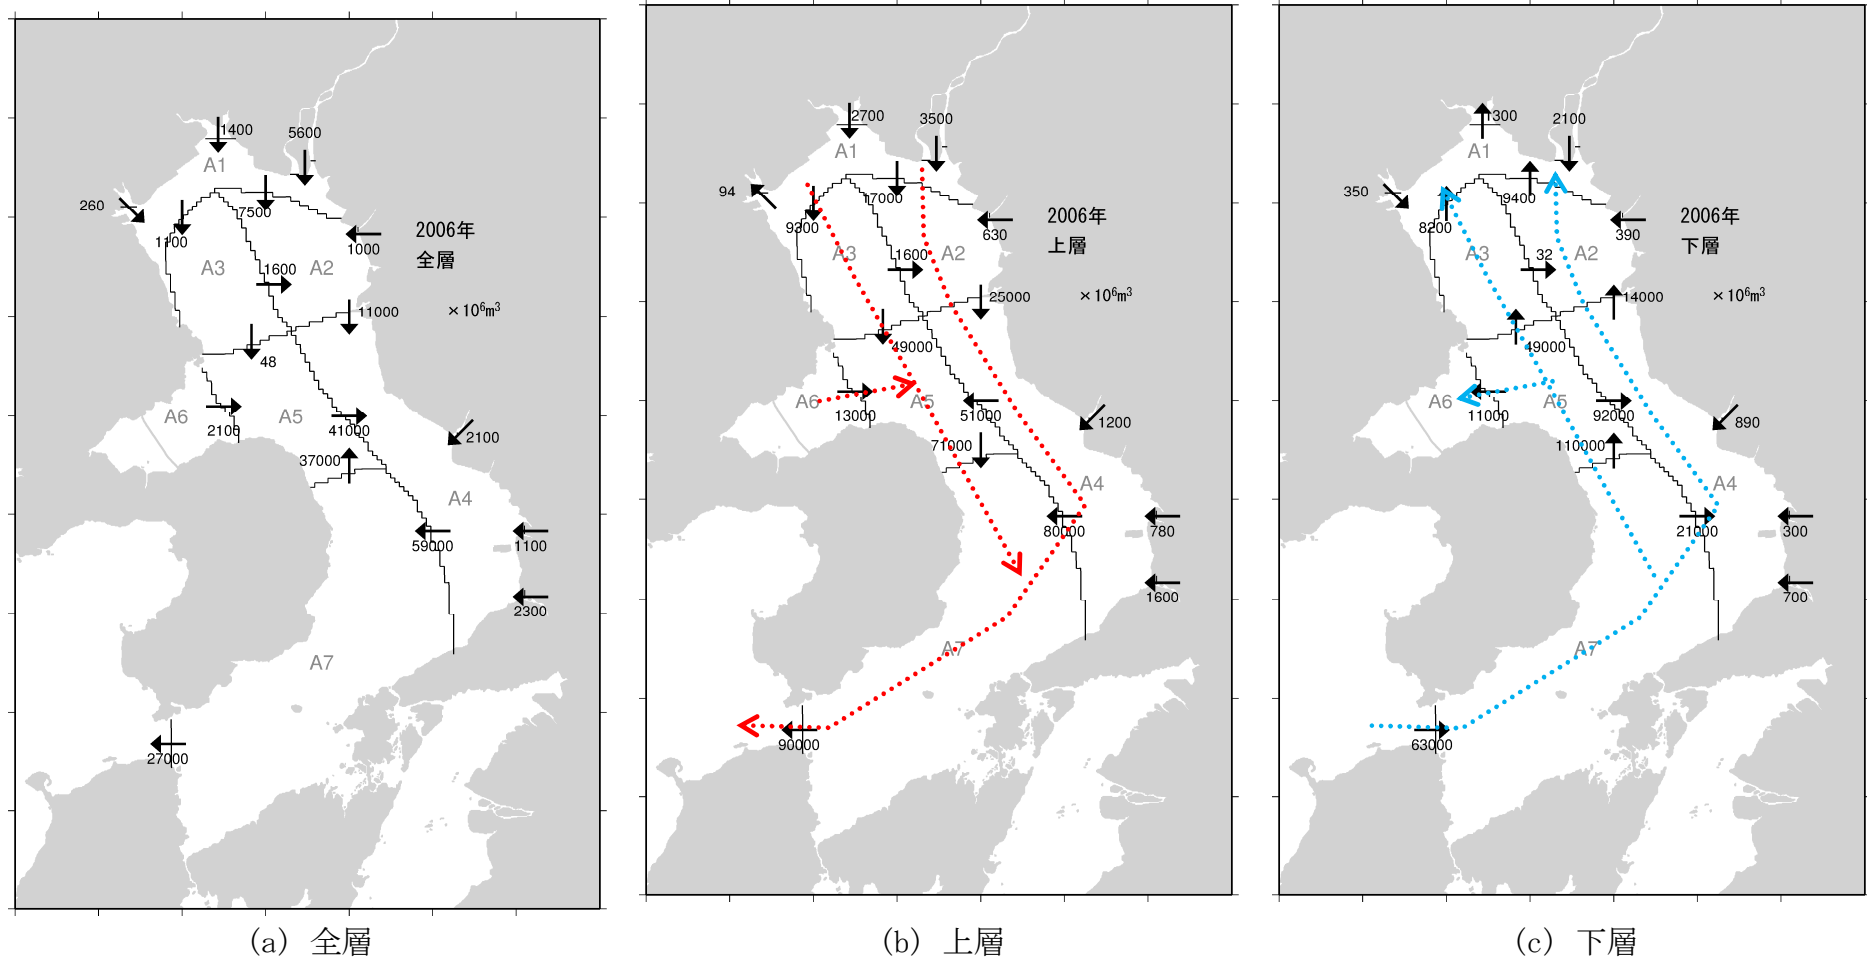 1400
5600
A1
260
7500
1100
2006年
1000
全層
A3
1600
A2
×10⁶m³
11000
48
A6
2100
A5
41000
2100
37000
A4
59000
1100
2300
A7
27000
(a) 全層
2700
3500
A1
94
17000
9300
2006年
630
上層
A3
1600
A2
25000
×10⁶m³
49000
A6
13000
A5
51000
1200
71000
A4
80000
780
1600
A7
90000
(b) 上層
1300
2100
A1
350
9400
8200
2006年
390
下層
A3
32
A2
14000
×10⁶m³
49000
A6
11000
A5
92000
890
110000
A4
21000
300
700
A7
63000
(c) 下層